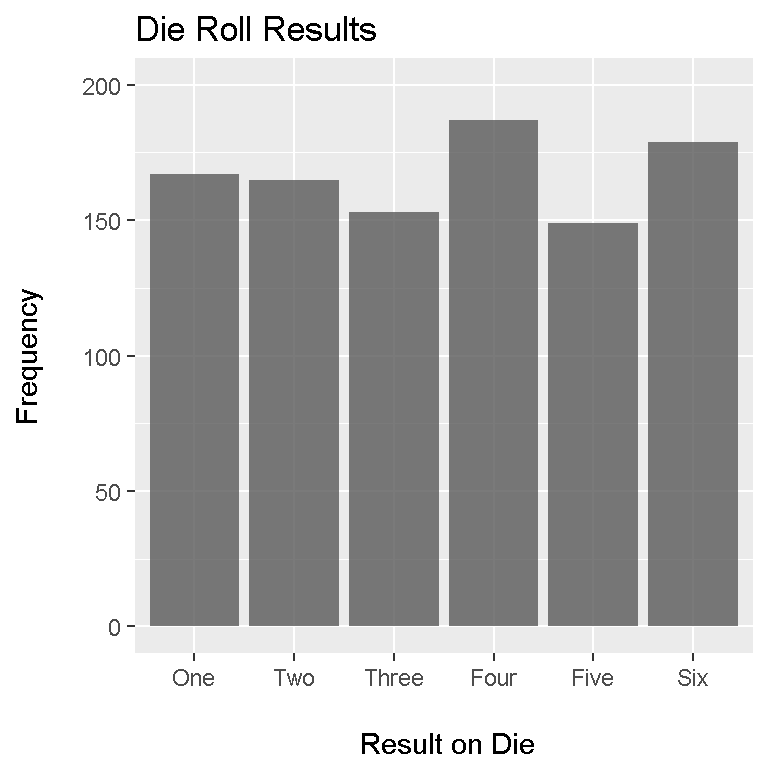 Die Roll Results
200
150
100
50
0
Frequency
One Two Three Four Five Six
Result on Die